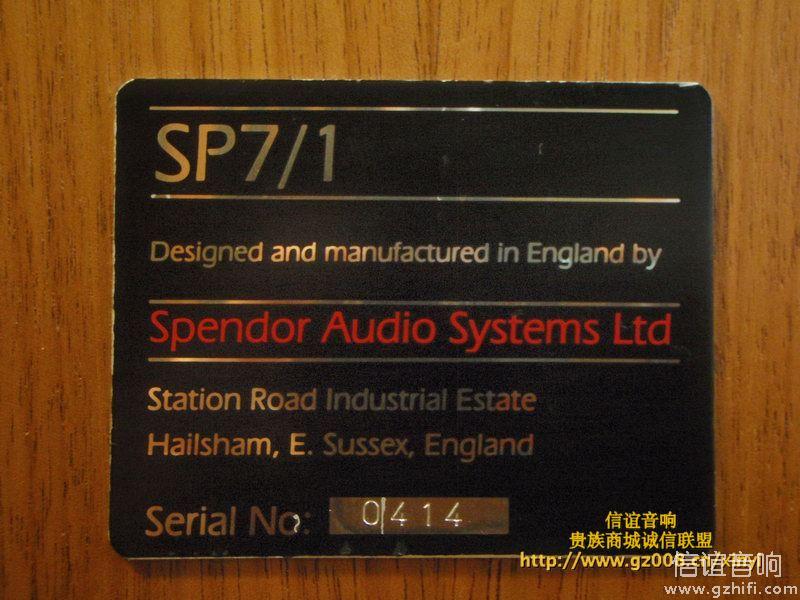 SP7/1
Designed and manufactured in England by
Spendor Audio Systems Ltd
Station Road Industrial Estate
Hailsham, E. Sussex, England
Serial No: 0414
信谊音响
贵族商城诚信联盟
信谊音响
www.gzhifi.com